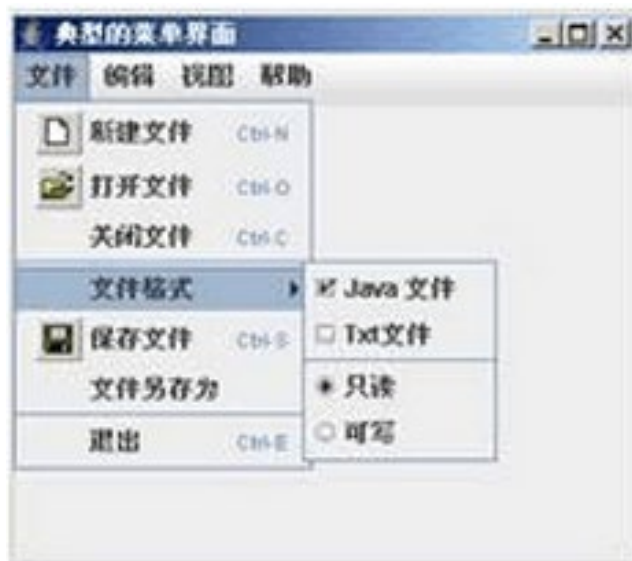 典型的菜单界面
文件 编辑 视图 帮助
新建文件 Ctrl-N
打开文件 Ctrl-O
关闭文件 Ctrl-C
文件格式
保存文件 Ctrl-S
文件另存为
退出 Ctrl-E
Java 文件
Txt文件
只读
可写